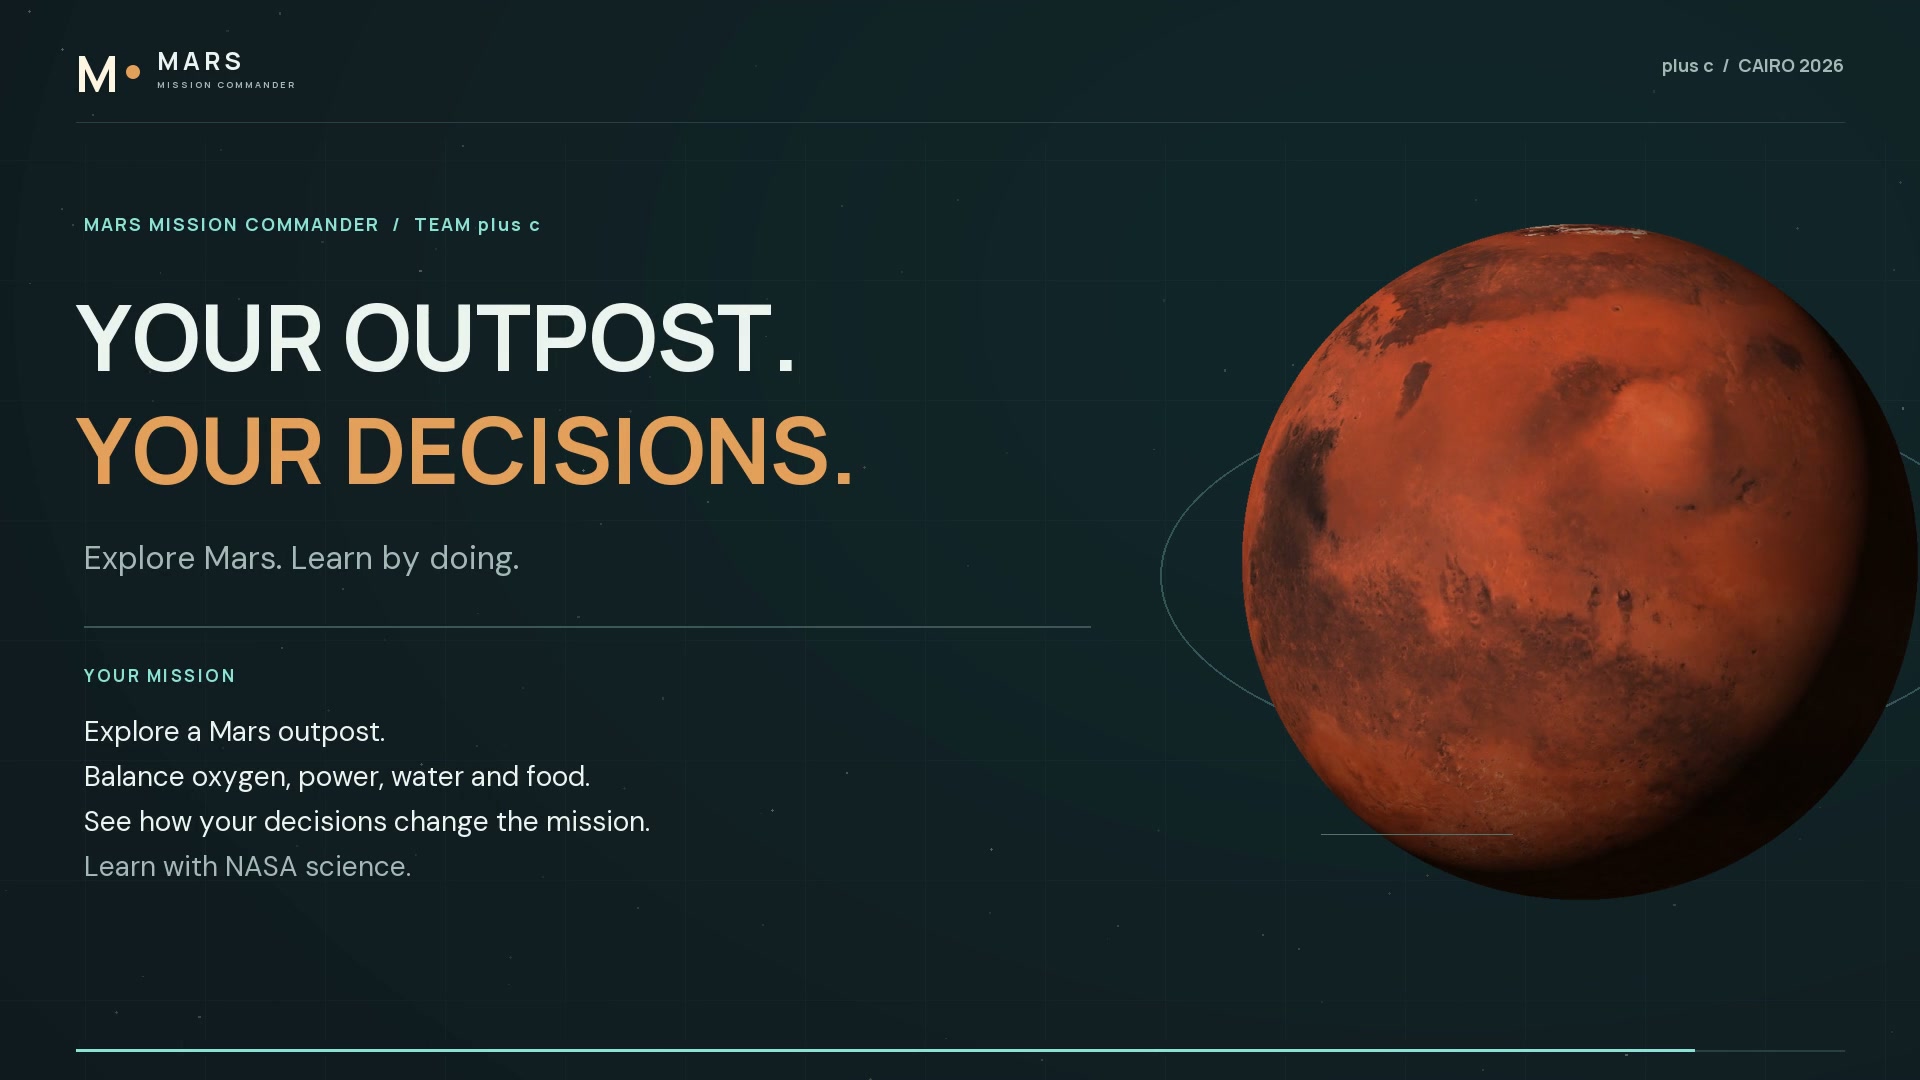 M
MARS
MISSION COMMANDER
plus c / CAIRO 2026
MARS MISSION COMMANDER / TEAM plus c
YOUR OUTPOST.
YOUR DECISIONS.
Explore Mars. Learn by doing.
YOUR MISSION
Explore a Mars outpost.
Balance oxygen, power, water and food.
See how your decisions change the mission.
Learn with NASA science.